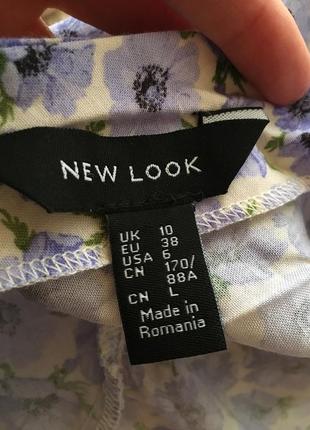 NEW LOOK
UK 10
EU 38
USA 6
CN 170/
88A
CN L
Made in
Romania